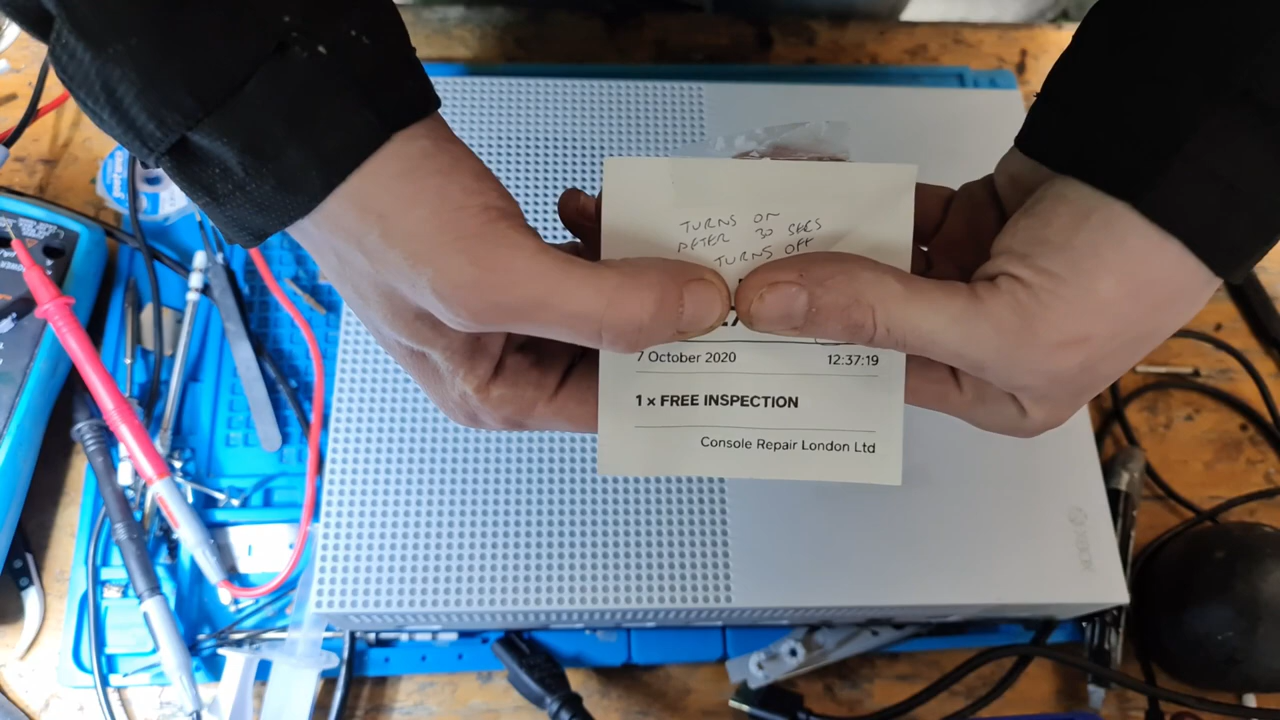 TURNS ON
AFTER 30 SECS
TURNS OFF
7 October 2020 12:37:19
1 x FREE INSPECTION
Console Repair London Ltd
XBOX